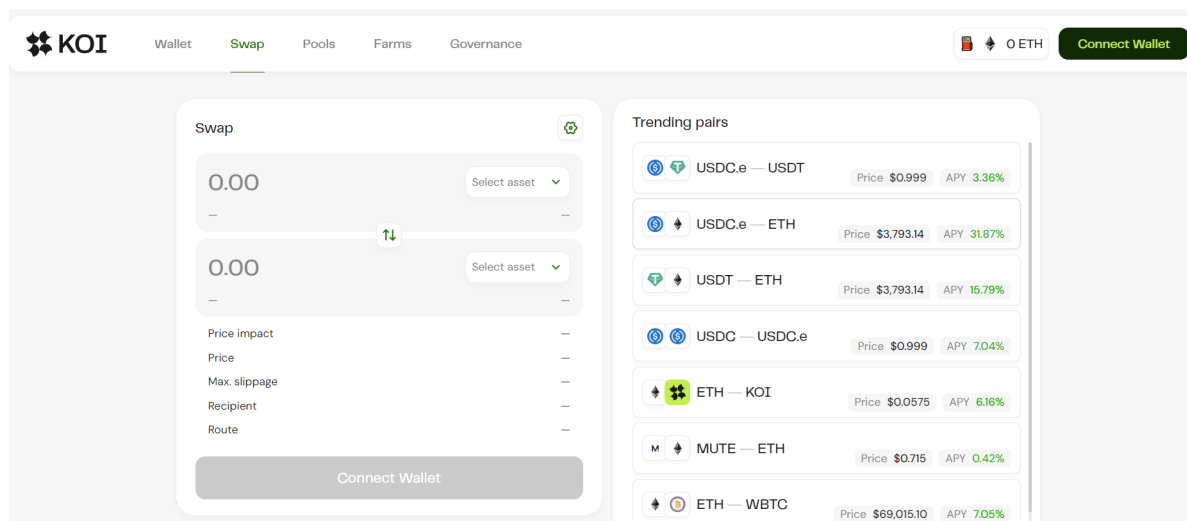 KOI
Wallet Swap Pools Farms Governance
0 ETH
Connect Wallet
Swap
0.00
Select asset
—
—
0.00
Select asset
—
—
Price impact —
Price —
Max. slippage —
Recipient —
Route —
Connect Wallet
Trending pairs
USDC.e — USDT
Price $0.999 APY 3.36%
USDC.e — ETH
Price $3,793.14 APY 31.87%
USDT — ETH
Price $3,793.14 APY 15.79%
USDC — USDC.e
Price $0.999 APY 7.04%
ETH — KOI
Price $0.0575 APY 6.16%
M MUTE — ETH
Price $0.715 APY 0.42%
ETH — WBTC
Price $69,015.10 APY 7.05%